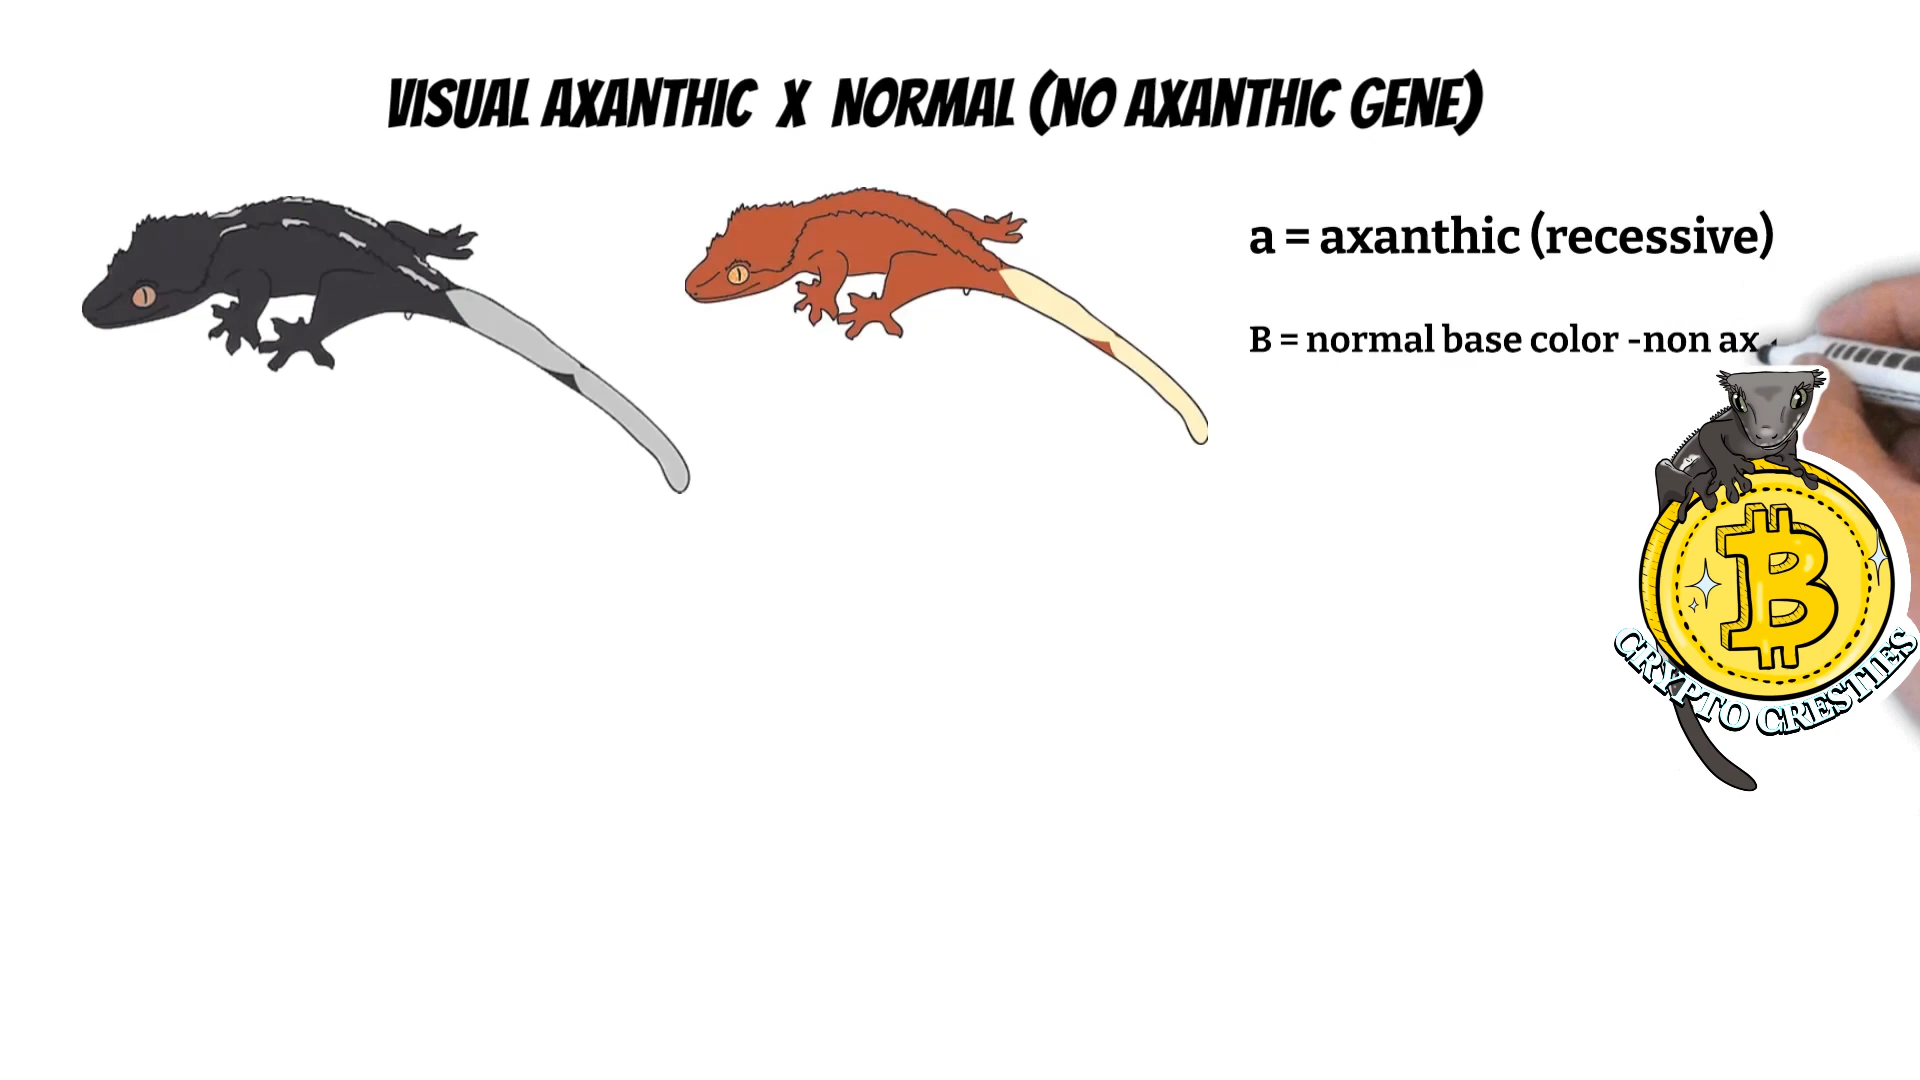 VISUAL AXANTHIC X NORMAL (NO AXANTHIC GENE)
a = axanthic (recessive)
B = normal base color -non ax
CRYPTO CRESTIES